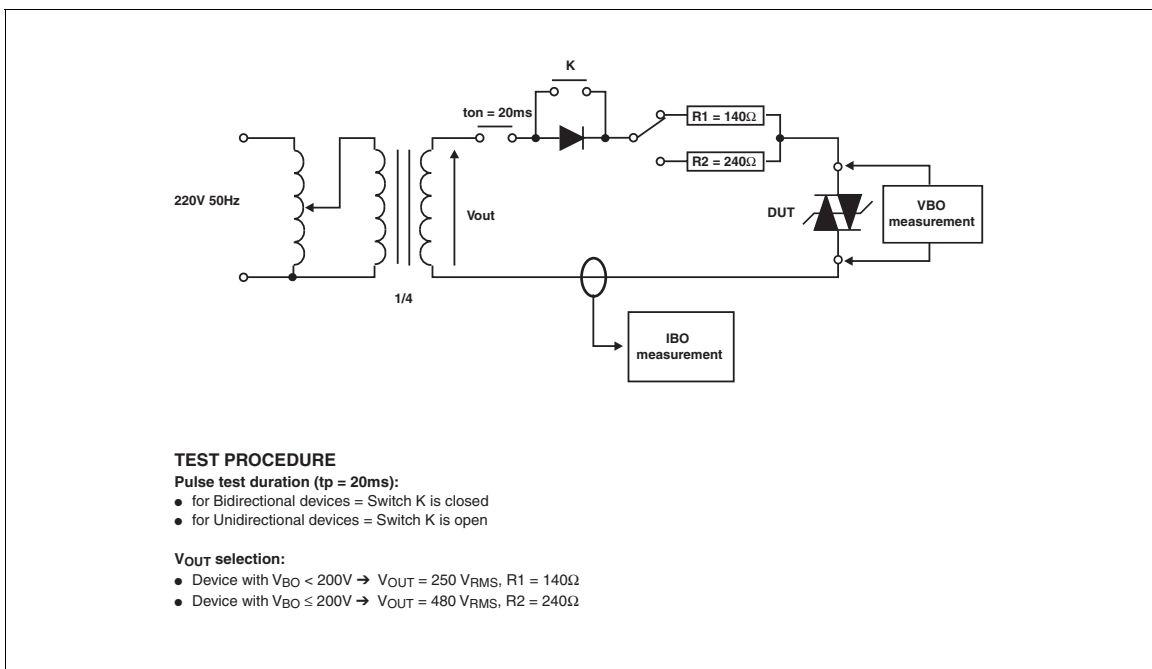 K
ton = 20ms
R1 = 140Ω
R2 = 240Ω
220V 50Hz
Vout
DUT
VBO
measurement
1/4
IBO
measurement
TEST PROCEDURE
Pulse test duration (tp = 20ms):
● for Bidirectional devices = Switch K is closed
● for Unidirectional devices = Switch K is open
VOUT selection:
● Device with VBO < 200V ➔ VOUT = 250 VRMS, R1 = 140Ω
● Device with VBO ≤ 200V ➔ VOUT = 480 VRMS, R2 = 240Ω